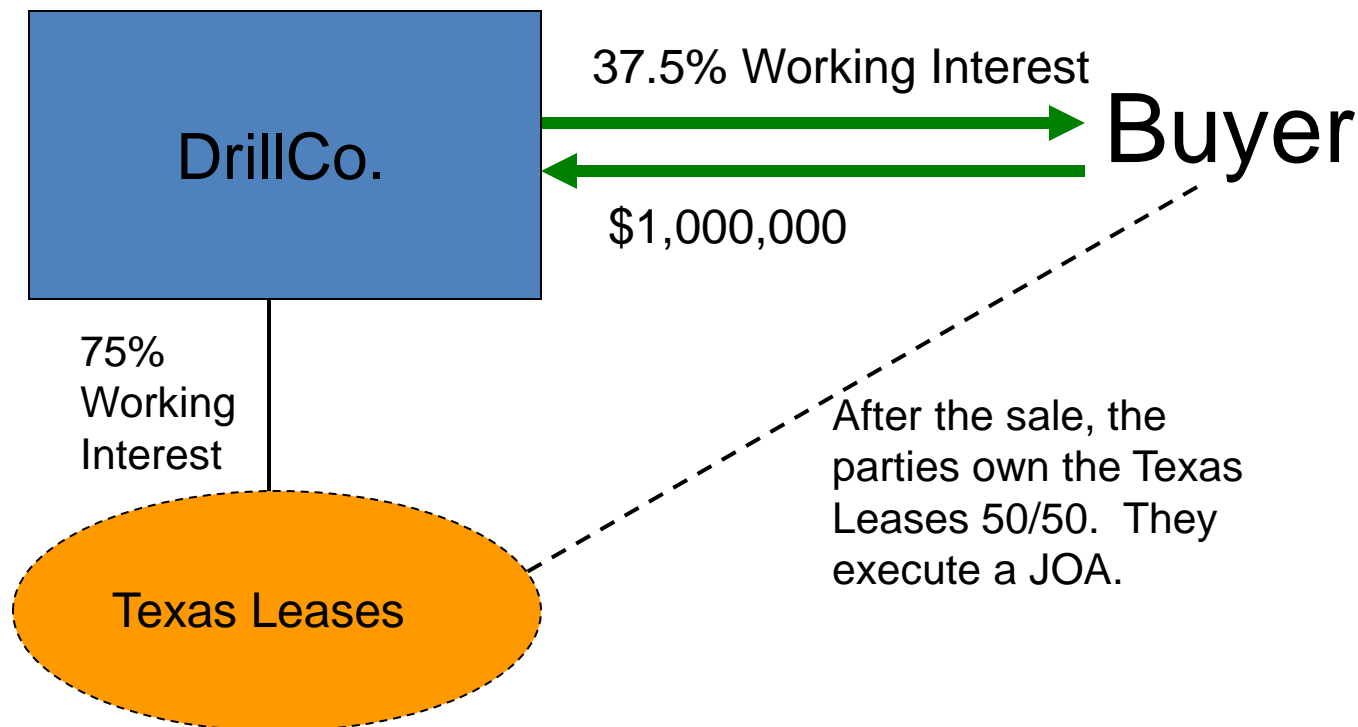 37.5% Working Interest
DrillCo.
Buyer
$1,000,000
75%
Working
Interest
After the sale, the
parties own the Texas
Leases 50/50.  They
execute a JOA.
Texas Leases